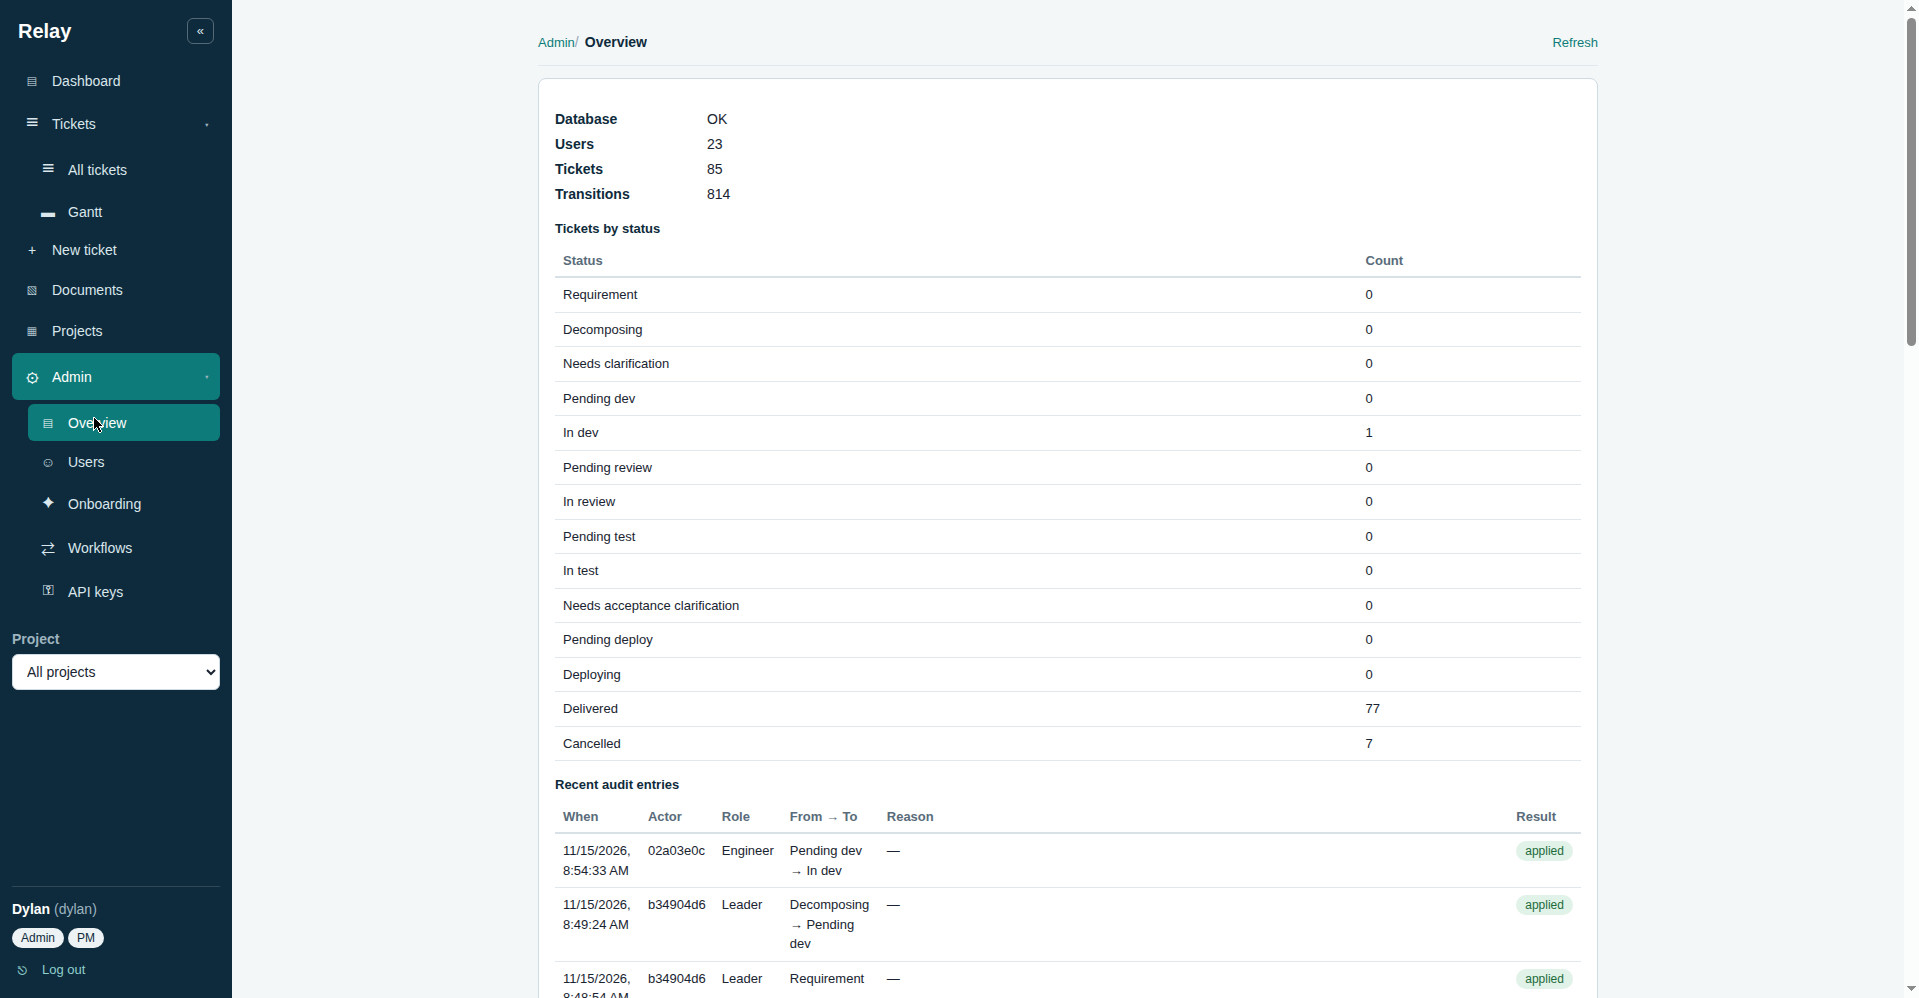 Relay
«
Dashboard
Tickets
All tickets
Gantt
+ New ticket
Documents
Projects
Admin
Overview
Users
Onboarding
Workflows
API keys
Project
All projects
Dylan (dylan)
Admin PM
Log out
Admin/ Overview
Refresh
Database OK
Users 23
Tickets 85
Transitions 814
Tickets by status
Status Count
Requirement 0
Decomposing 0
Needs clarification 0
Pending dev 0
In dev 1
Pending review 0
In review 0
Pending test 0
In test 0
Needs acceptance clarification 0
Pending deploy 0
Deploying 0
Delivered 77
Cancelled 7
Recent audit entries
When Actor Role From → To Reason Result
11/15/2026, 02a03e0c Engineer Pending dev — applied
8:54:33 AM → In dev
11/15/2026, b34904d6 Leader Decomposing — applied
8:49:24 AM → Pending
dev
11/15/2026, b34904d6 Leader Requirement — applied
8:48:54 AM